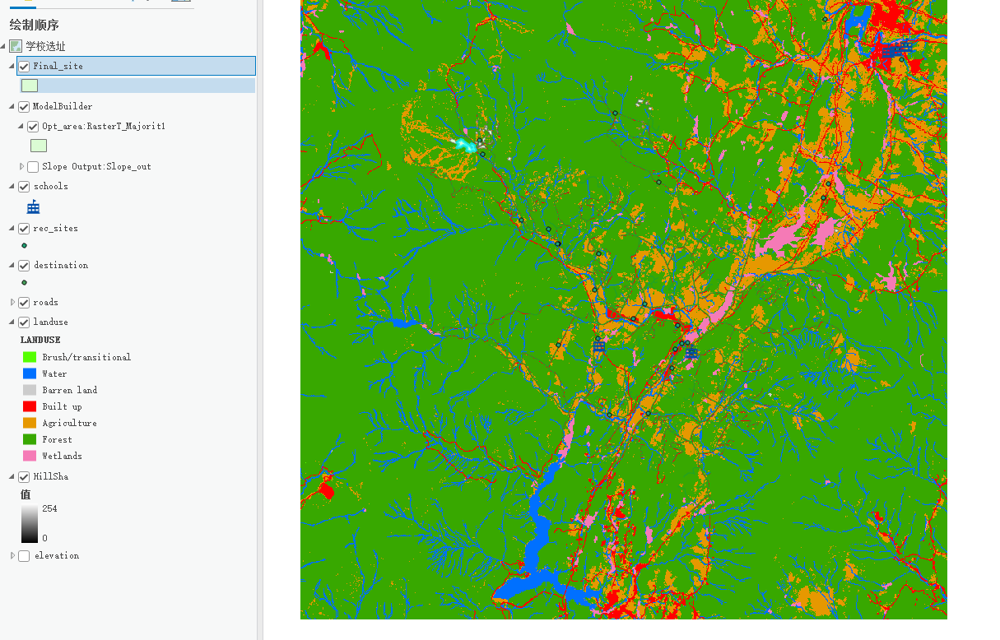 绘制顺序
学校选址
Final_site
ModelBuilder
Opt_area:RasterT_Majorit1
Slope Output:Slope_out
schools
rec_sites
destination
roads
landuse
LANDUSE
Brush/transitional
Water
Barren land
Built up
Agriculture
Forest
Wetlands
HillSha
值
254
0
elevation